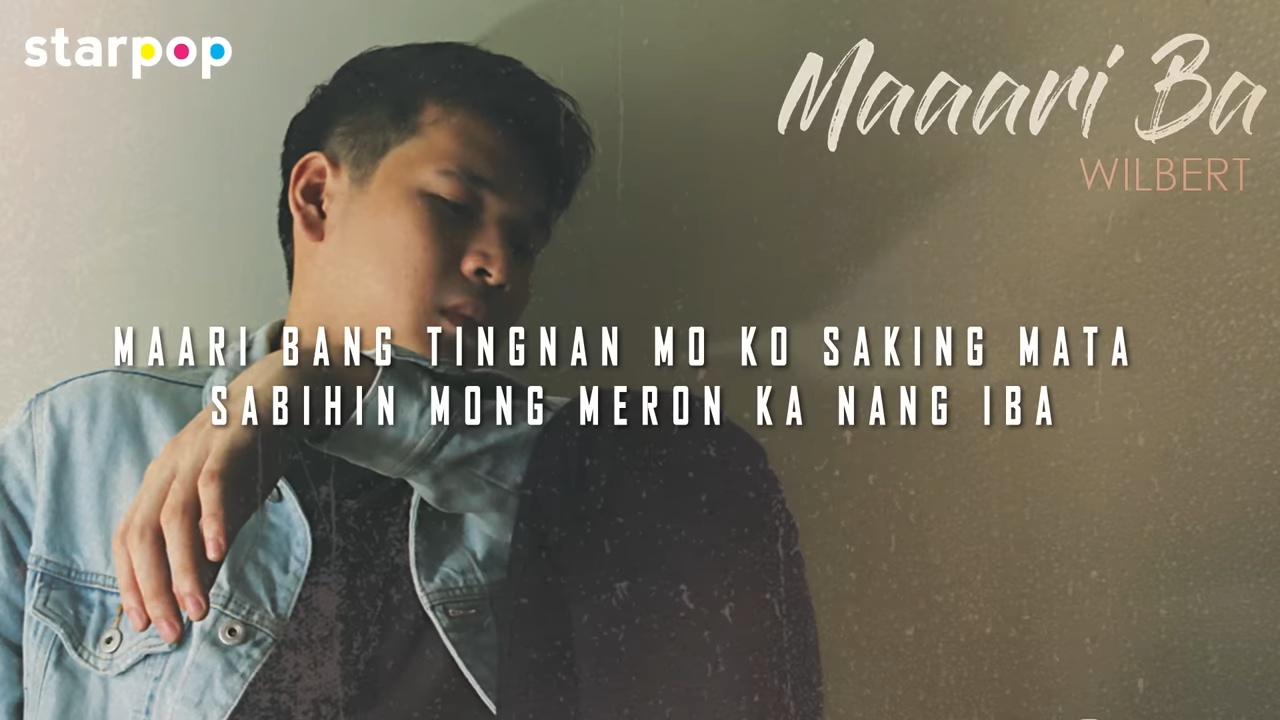 starpop
Maaari Ba
WILBERT
MAARI BANG TINGNAN MO KO SAKING MATA
SABIHIN MONG MERON KA NANG IBA